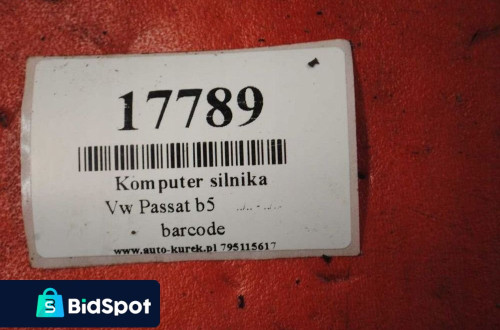 17789
Komputer silnika
Vw Passat b5
barcode
www.auto-kurek.pl 795115617
BidSpot